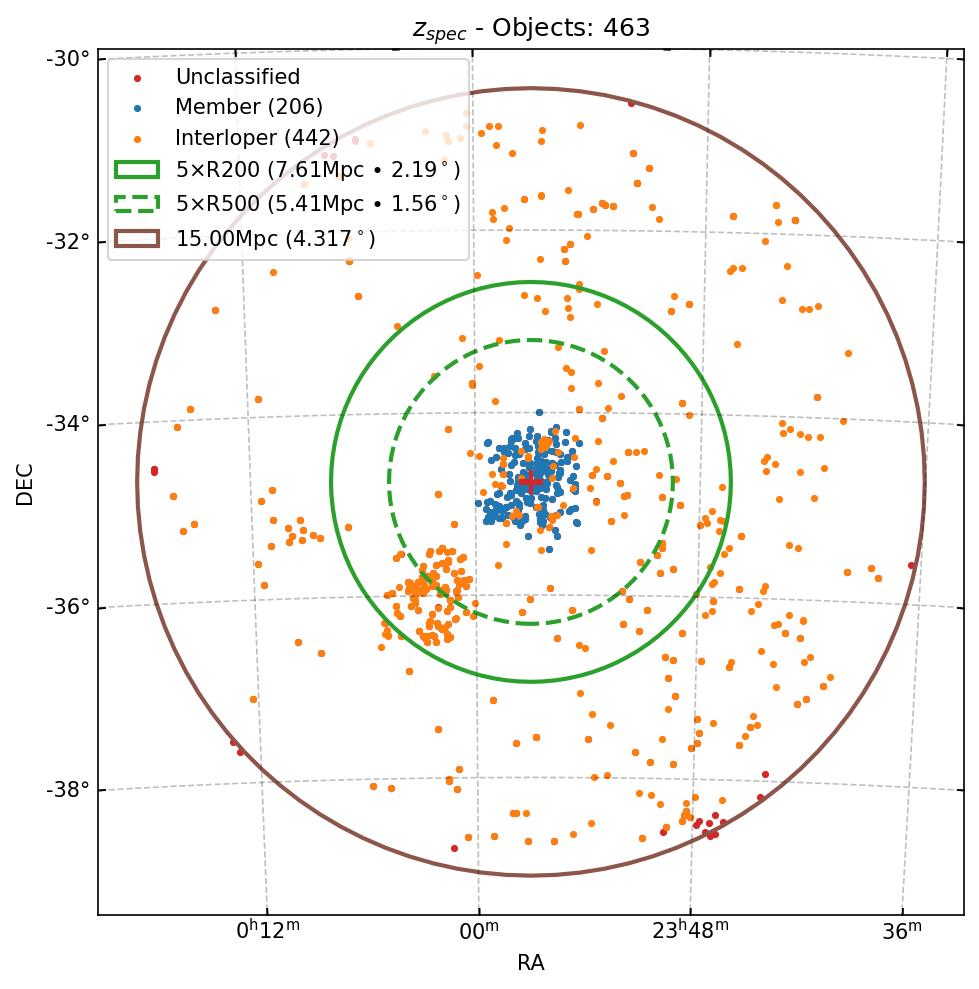 z_spec - Objects: 463
Unclassified
Member (206)
Interloper (442)
5×R200 (7.61Mpc • 2.19°)
5×R500 (5.41Mpc • 1.56°)
15.00Mpc (4.317°)
-30°
-32°
-34°
-36°
-38°
DEC
0ʰ12ᵐ
00ᵐ
23ʰ48ᵐ
36ᵐ
RA